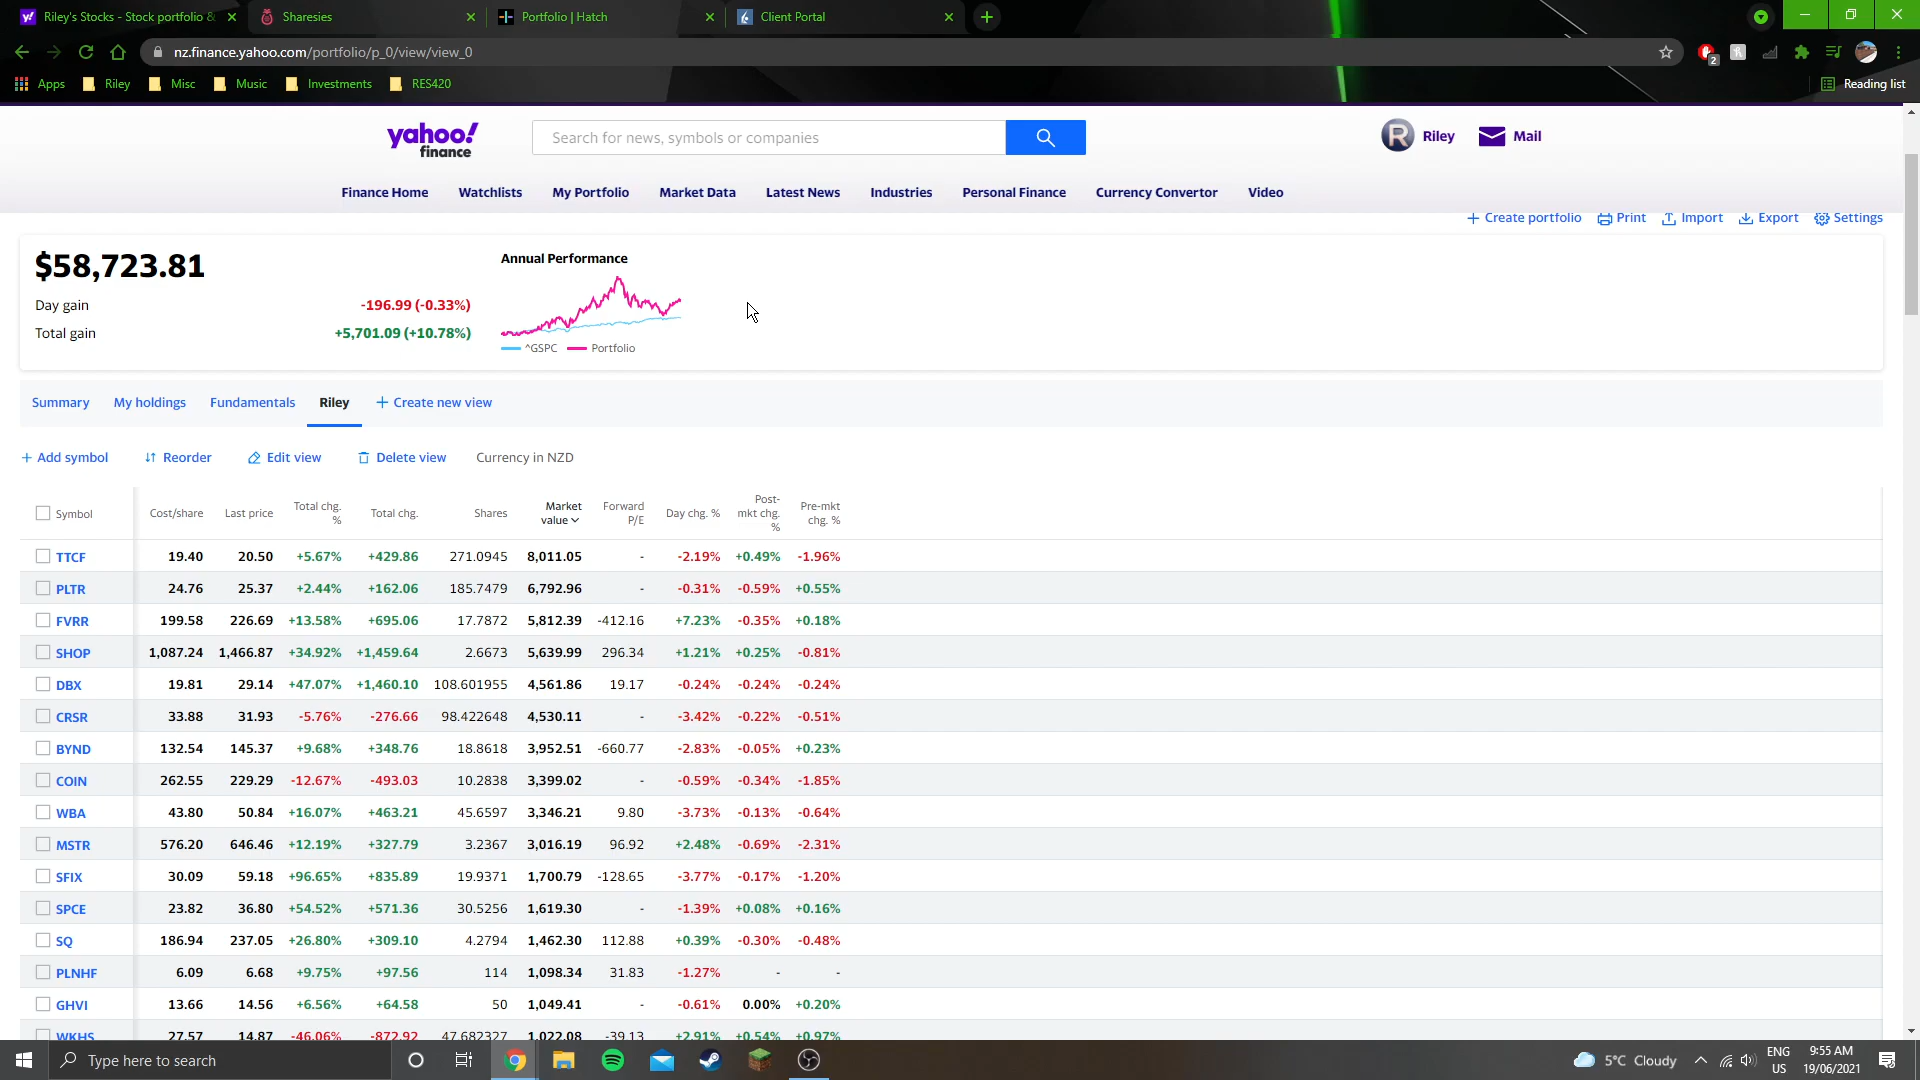 Riley's Stocks - Stock portfolio &
Sharesies
Portfolio | Hatch
Client Portal
nz.finance.yahoo.com/portfolio/p_0/view/view_0
2
Apps Riley Misc Music Investments RES420 Reading list
yahoo! finance
Search for news, symbols or companies
R Riley Mail
Finance Home Watchlists My Portfolio Market Data Latest News Industries Personal Finance Currency Convertor Video
Create portfolio Print Import Export Settings
$58,723.81
Day gain -196.99 (-0.33%)
Total gain +5,701.09 (+10.78%)
Annual Performance
^GSPC Portfolio
Summary My holdings Fundamentals Riley + Create new view
+ Add symbol Reorder Edit view Delete view Currency in NZD
Symbol Cost/share Last price Total chg. % Total chg. Shares Market value Forward P/E Day chg. % Post-mkt chg. % Pre-mkt chg. %
TTCF 19.40 20.50 +5.67% +429.86 271.0945 8,011.05 - -2.19% +0.49% -1.96%
PLTR 24.76 25.37 +2.44% +162.06 185.7479 6,792.96 - -0.31% -0.59% +0.55%
FVRR 199.58 226.69 +13.58% +695.06 17.7872 5,812.39 -412.16 +7.23% -0.35% +0.18%
SHOP 1,087.24 1,466.87 +34.92% +1,459.64 2.6673 5,639.99 296.34 +1.21% +0.25% -0.81%
DBX 19.81 29.14 +47.07% +1,460.10 108.601955 4,561.86 19.17 -0.24% -0.24% -0.24%
CRSR 33.88 31.93 -5.76% -276.66 98.422648 4,530.11 - -3.42% -0.22% -0.51%
BYND 132.54 145.37 +9.68% +348.76 18.8618 3,952.51 -660.77 -2.83% -0.05% +0.23%
COIN 262.55 229.29 -12.67% -493.03 10.2838 3,399.02 - -0.59% -0.34% -1.85%
WBA 43.80 50.84 +16.07% +463.21 45.6597 3,346.21 9.80 -3.73% -0.13% -0.64%
MSTR 576.20 646.46 +12.19% +327.79 3.2367 3,016.19 96.92 +2.48% -0.69% -2.31%
SFIX 30.09 59.18 +96.65% +835.89 19.9371 1,700.79 -128.65 -3.77% -0.17% -1.20%
SPCE 23.82 36.80 +54.52% +571.36 30.5256 1,619.30 - -1.39% +0.08% +0.16%
SQ 186.94 237.05 +26.80% +309.10 4.2794 1,462.30 112.88 +0.39% -0.30% -0.48%
PLNHF 6.09 6.68 +9.75% +97.56 114 1,098.34 31.83 -1.27% - -
GHVI 13.66 14.56 +6.56% +64.58 50 1,049.41 - -0.61% 0.00% +0.20%
WKHS 27.57 14.87 -46.06% -872.92 47.682327 1,022.08 -39.13 +2.91% +0.54% +0.97%
Type here to search
5°C Cloudy
ENG
US
9:55 AM
19/06/2021